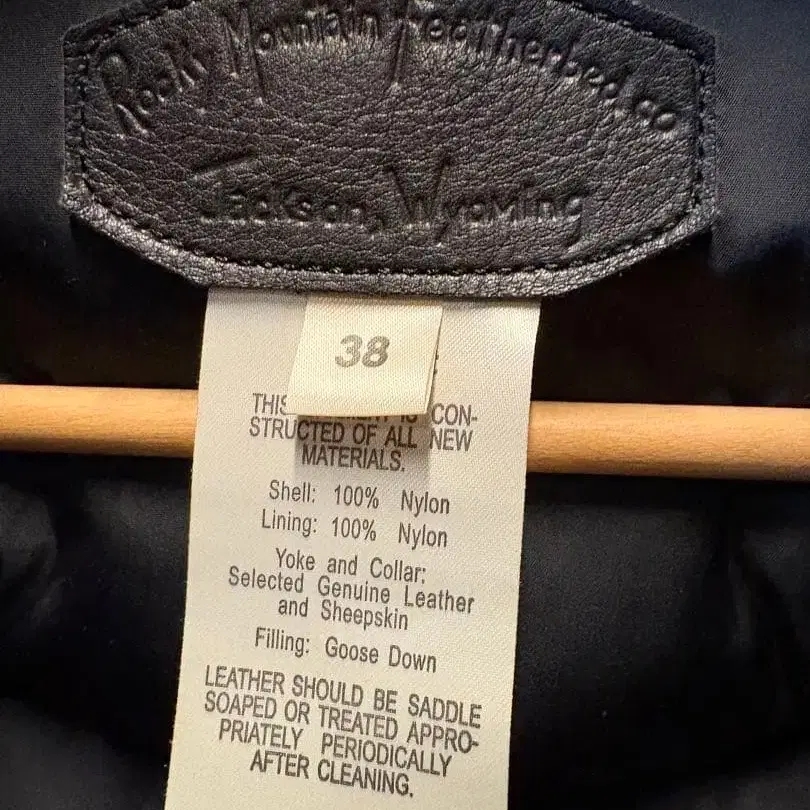 Rocky Mountain Featherbed.co
Jackson, Wyoming
38
THIS CON-
STRUCTED OF ALL NEW
MATERIALS.
Shell: 100% Nylon
Lining: 100% Nylon
Yoke and Collar:
Selected Genuine Leather
and Sheepskin
Filling: Goose Down
LEATHER SHOULD BE SADDLE
SOAPED OR TREATED APPRO-
PRIATELY PERIODICALLY
AFTER CLEANING.